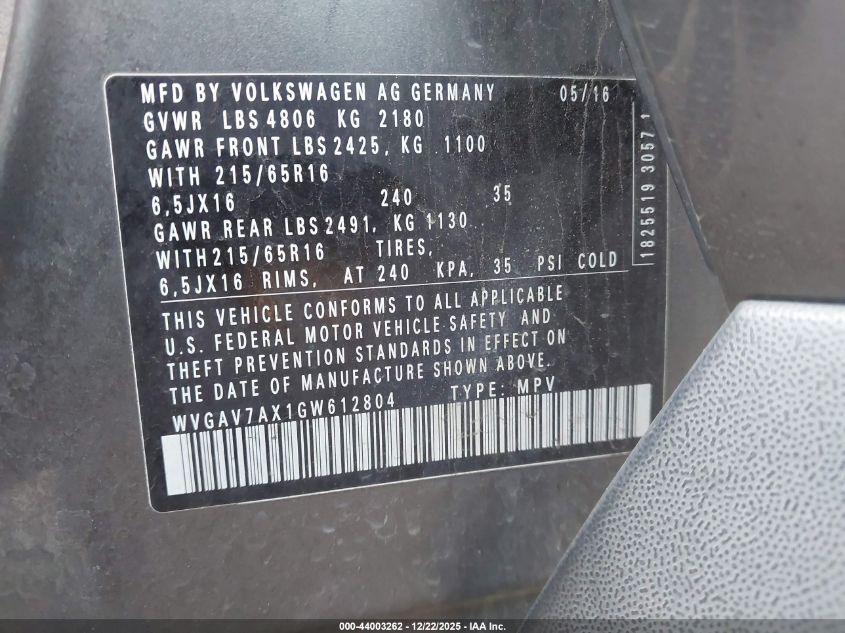 MFD BY VOLKSWAGEN AG GERMANY 05/16
GVWR LBS 4806 KG 2180
GAWR FRONT LBS 2425, KG 1100
WITH 215/65R16
6,5JX16 240 35
GAWR REAR LBS 2491, KG 1130
WITH 215/65R16 TIRES,
6,5JX16 RIMS, AT 240 KPA, 35 PSI COLD
THIS VEHICLE CONFORMS TO ALL APPLICABLE
U.S. FEDERAL MOTOR VEHICLE SAFETY AND
THEFT PREVENTION STANDARDS IN EFFECT ON
THE DATE OF MANUFACTURE SHOWN ABOVE.
WVGAV7AX1GW612804 TYPE: MPV
1825519 3057 1
000-44003262 - 12/22/2025 - IAA Inc.